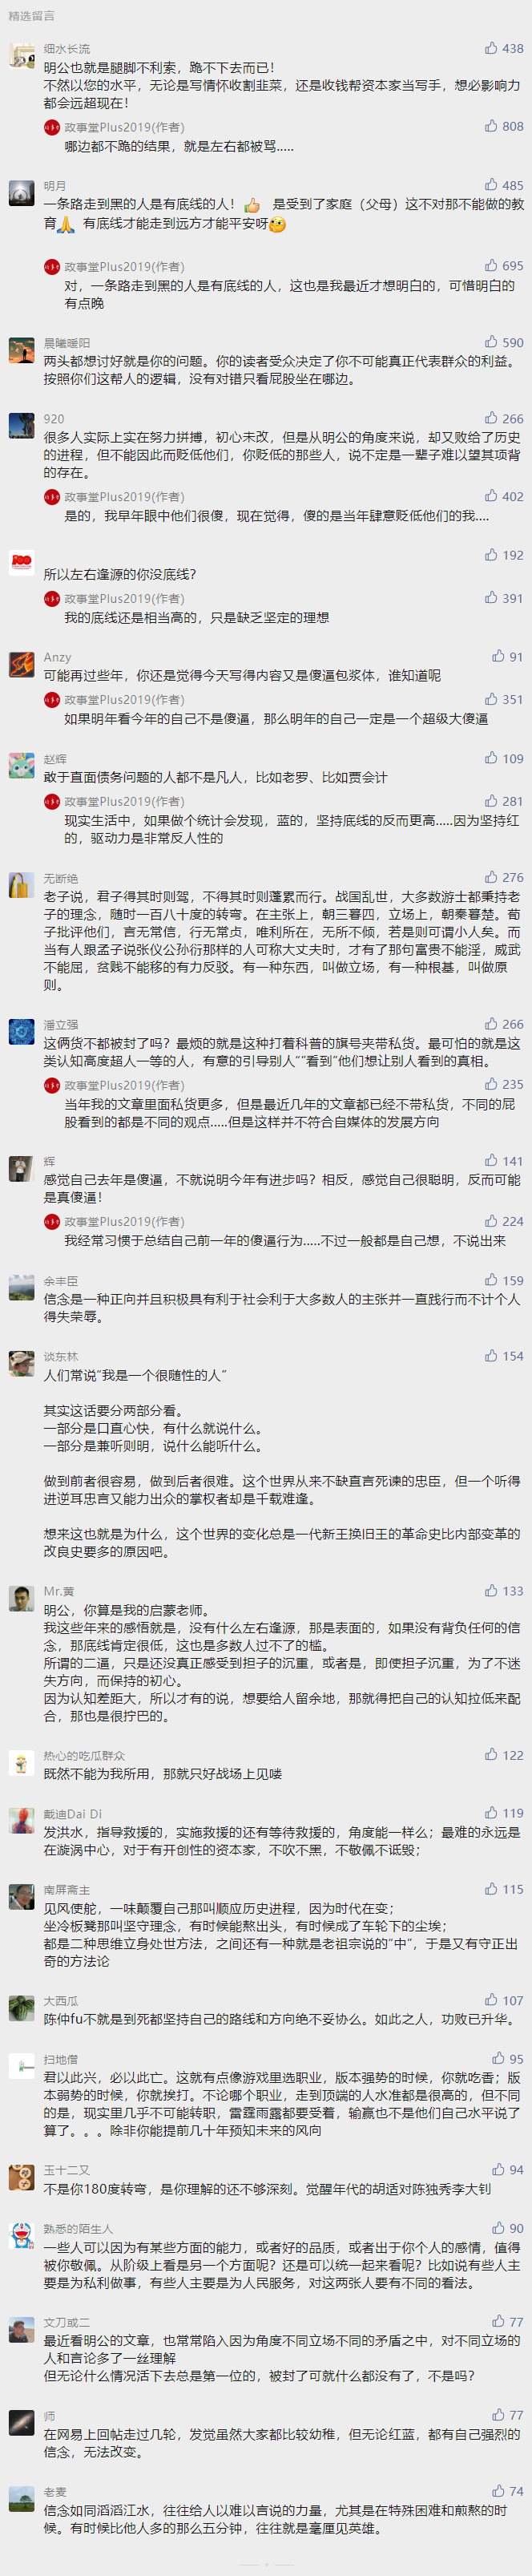 精选留言
细水长流
438
明公也就是腿脚不利索，跪不下去而已！
不然以您的水平，无论是写情怀收割韭菜，还是收钱帮资本家当写手，想必影响力
都会远超现在！
政事堂Plus2019(作者)
808
哪边都不跪的结果，就是左右都被骂.....
明月
485
一条路走到黑的人是有底线的人！👍 是受到了家庭（父母）这不对那不能做的教
育🙏 有底线才能走到远方才能平安呀🤔
政事堂Plus2019(作者)
695
对，一条路走到黑的人是有底线的人，这也是我最近才想明白的，可惜明白的
有点晚
晨曦暖阳
590
两头都想讨好就是你的问题。你的读者受众决定了你不可能真正代表群众的利益。
按照你们这帮人的逻辑，没有对错只看屁股坐在哪边。
920
266
很多人实际上实在努力拼搏，初心未改，但是从明公的角度来说，却又败给了历史
的进程，但不能因此而贬低他们，你贬低的那些人，说不定是一辈子难以望其项背
的存在。
政事堂Plus2019(作者)
402
是的，我早年眼中他们很傻，现在觉得，傻的是当年肆意贬低他们的我....
192
所以左右逢源的你没底线？
政事堂Plus2019(作者)
391
我的底线还是相当高的，只是缺乏坚定的理想
Anzy
91
可能再过些年，你还是觉得今天写得内容又是傻逼包浆体，谁知道呢
政事堂Plus2019(作者)
351
如果明年看今年的自己不是傻逼，那么明年的自己一定是一个超级大傻逼
赵辉
109
敢于直面债务问题的人都不是凡人，比如老罗、比如贾会计
政事堂Plus2019(作者)
281
现实生活中，如果做个统计会发现，蓝的，坚持底线的反而更高.....因为坚持红
的，驱动力是非常反人性的
无断绝
276
老子说，君子得其时则驾，不得其时则蓬累而行。战国乱世，大多数游士都秉持老
子的理念，随时一百八十度的转弯。在主张上，朝三暮四，立场上，朝秦暮楚。荀
子批评他们，言无常信，行无常贞，唯利所在，无所不倾，若是则可谓小人矣。而
当有人跟孟子说张仪公孙衍那样的人可称大丈夫时，才有了那句富贵不能淫，威武
不能屈，贫贱不能移的有力反驳。有一种东西，叫做立场，有一种根基，叫做原
则。
潘立强
266
这俩货不都被封了吗？最烦的就是这种打着科普的旗号夹带私货。最可怕的就是这
类认知高度超人一等的人，有意的引导别人”“看到”他们想让别人看到的真相。
政事堂Plus2019(作者)
235
当年我的文章里面私货更多，但是最近几年的文章都已经不带私货，不同的屁
股看到的都是不同的观点.....但是这样并不符合自媒体的发展方向
辉
141
感觉自己去年是傻逼，不就说明今年有进步吗？相反，感觉自己很聪明，反而可能
是真傻逼！
政事堂Plus2019(作者)
224
我经常习惯于总结自己前一年的傻逼行为.....不过一般都是自己想，不说出来
余丰臣
159
信念是一种正向并且积极具有利于社会利于大多数人的主张并一直践行而不计个人
得失荣辱。
谈东林
154
人们常说“我是一个很随性的人”
其实这话要分两部分看。
一部分是口直心快，有什么就说什么。
一部分是兼听则明，说什么能听什么。
做到前者很容易，做到后者很难。这个世界从来不缺直言死谏的忠臣，但一个听得
进逆耳忠言又能力出众的掌权者却是千载难逢。
想来这也就是为什么，这个世界的变化总是一代新王换旧王的革命史比内部变革的
改良史要多的原因吧。
Mr.黄
133
明公，你算是我的启蒙老师。
我这些年来的感悟就是，没有什么左右逢源，那是表面的，如果没有背负任何的信
念，那底线肯定很低，这也是多数人过不了的槛。
所谓的二逼，只是还没真正感受到担子的沉重，或者是，即使担子沉重，为了不迷
失方向，而保持的初心。
因为认知差距大，所以才有的说，想要给人留余地，那就得把自己的认知拉低来配
合，那也是很拧巴的。
热心的吃瓜群众
122
既然不能为我所用，那就只好战场上见喽
戴迪Dai Di
119
发洪水，指导救援的，实施救援的还有等待救援的，角度能一样么；最难的永远是
在漩涡中心，对于有开创性的资本家，不吹不黑，不敬佩不诋毁；
南屏斋主
115
见风使舵，一味颠覆自己那叫顺应历史进程，因为时代在变；
坐冷板凳那叫坚守理念，有时候能熬出头，有时候成了车轮下的尘埃；
都是二种思维立身处世方法，之间还有一种就是老祖宗说的“中”，于是又有守正出
奇的方法论
大西瓜
107
陈仲fu不就是到死都坚持自己的路线和方向绝不妥协么。如此之人，功败已升华。
扫地僧
95
君以此兴，必以此亡。这就有点像游戏里选职业，版本强势的时候，你就吃香；版
本弱势的时候，你就挨打。不论哪个职业，走到顶端的人水准都是很高的，但不同
的是，现实里几乎不可能转职，雷霆雨露都要受着，输赢也不是他们自己水平说了
算了。。。除非你能提前几十年预知未来的风向
玉十二又
94
不是你180度转弯，是你理解的还不够深刻。觉醒年代的胡适对陈独秀李大钊
熟悉的陌生人
90
一些人可以因为有某些方面的能力，或者好的品质，或者出于你个人的感情，值得
被你敬佩。从阶级上看是另一个方面呢？还是可以统一起来看呢？比如说有些人主
要是为私利做事，有些人主要是为人民服务，对这两张人要有不同的看法。
文刀或二
77
最近看明公的文章，也常常陷入因为角度不同立场不同的矛盾之中，对不同立场的
人和言论多了一丝理解
但无论什么情况活下去总是第一位的，被封了可就什么都没有了，不是吗？
师
77
在网易上回帖走过几轮，发觉虽然大家都比较幼稚，但无论红蓝，都有自己强烈的
信念，无法改变。
老麦
74
信念如同滔滔江水，往往给人以难以言说的力量，尤其是在特殊困难和煎熬的时
候。有时候比他人多的那么五分钟，往往就是毫厘见英雄。